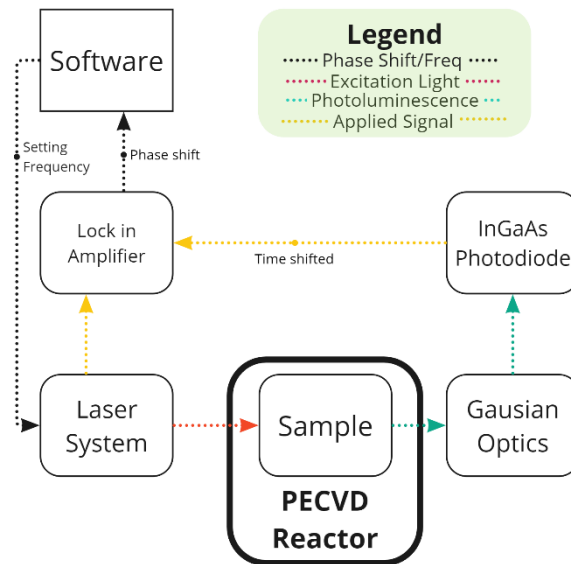 Legend
Phase Shift/Freq
Excitation Light
Photoluminescence
Applied Signal
Software
Setting
Frequency
Phase shift
Lock in
Amplifier
Time shifted
InGaAs
Photodiode
Laser
System
Sample
PECVD
Reactor
Gausian
Optics